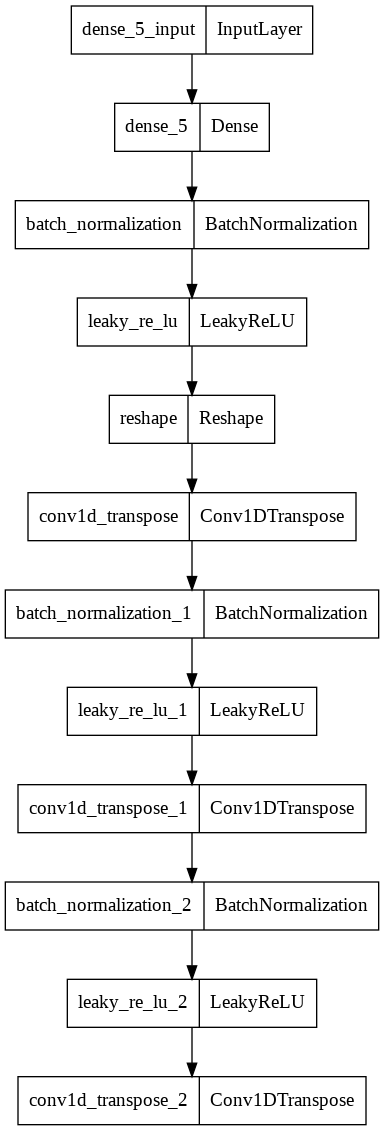 dense_5_input InputLayer
dense_5 Dense
batch_normalization BatchNormalization
leaky_re_lu LeakyReLU
reshape Reshape
conv1d_transpose Conv1DTranspose
batch_normalization_1 BatchNormalization
leaky_re_lu_1 LeakyReLU
conv1d_transpose_1 Conv1DTranspose
batch_normalization_2 BatchNormalization
leaky_re_lu_2 LeakyReLU
conv1d_transpose_2 Conv1DTranspose